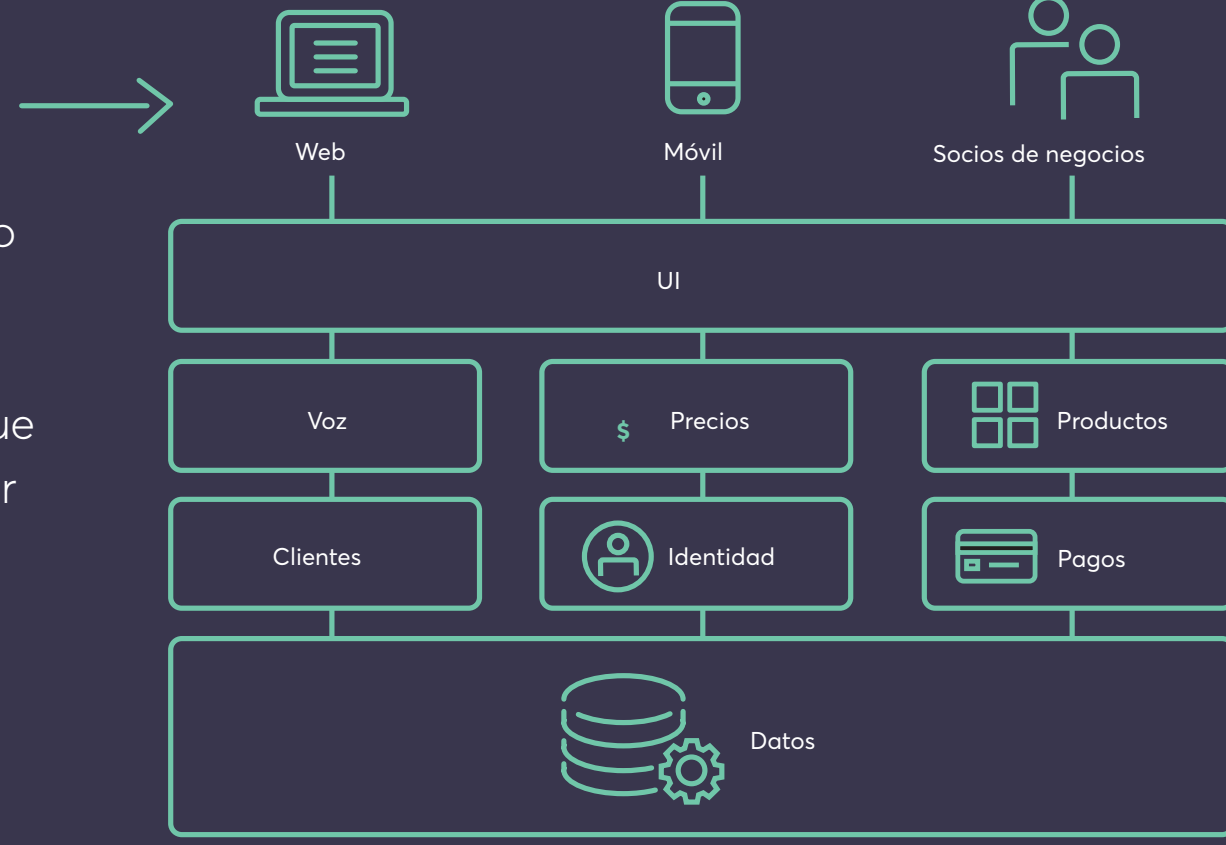 Web
Móvil
Socios de negocios
UI
Voz
$ Precios
Productos
Clientes
Identidad
Pagos
Datos